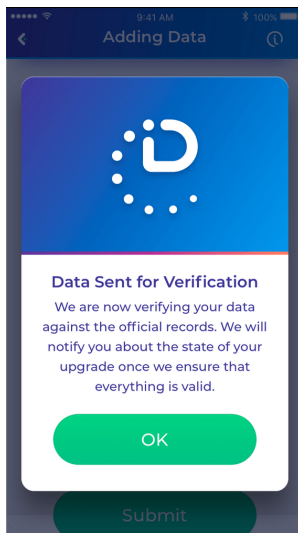 9:41 AM
100%
Adding Data
iD
Data Sent for Verification
We are now verifying your data
against the official records. We will
notify you about the state of your
upgrade once we ensure that
everything is valid.
OK
Submit